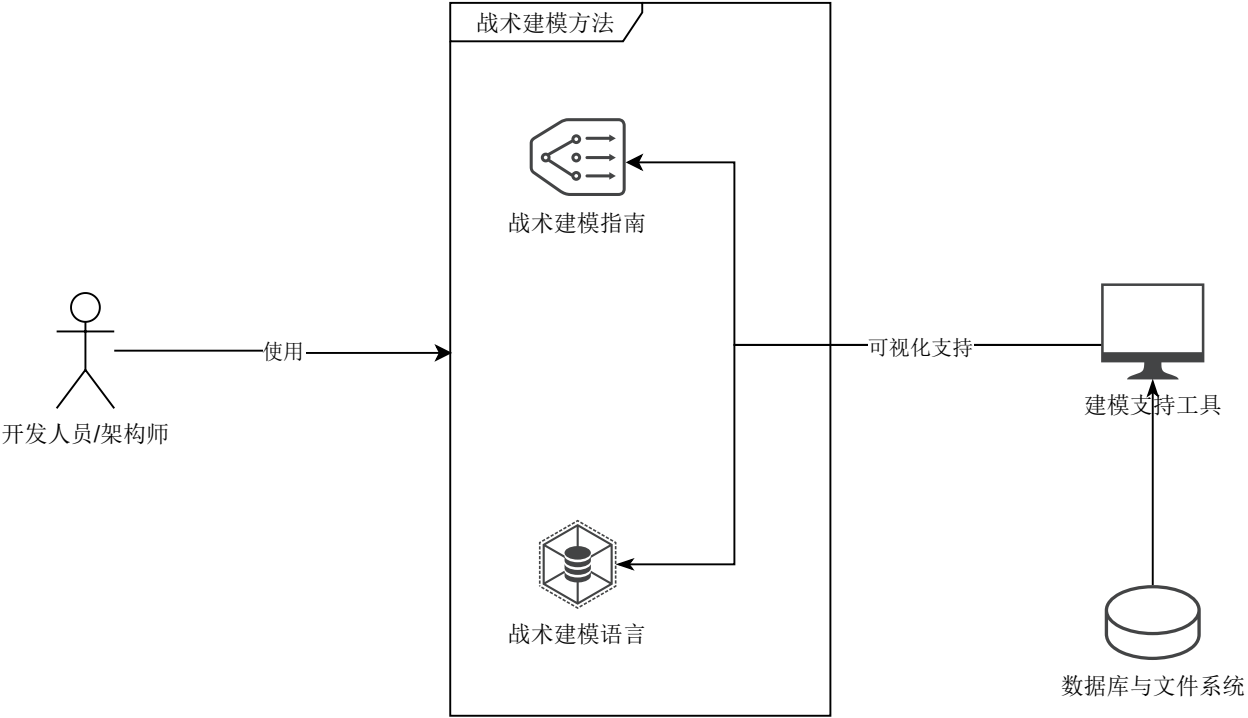 战术建模方法
战术建模指南
使用
可视化支持
建模支持工具
开发人员/架构师
战术建模语言
数据库与文件系统